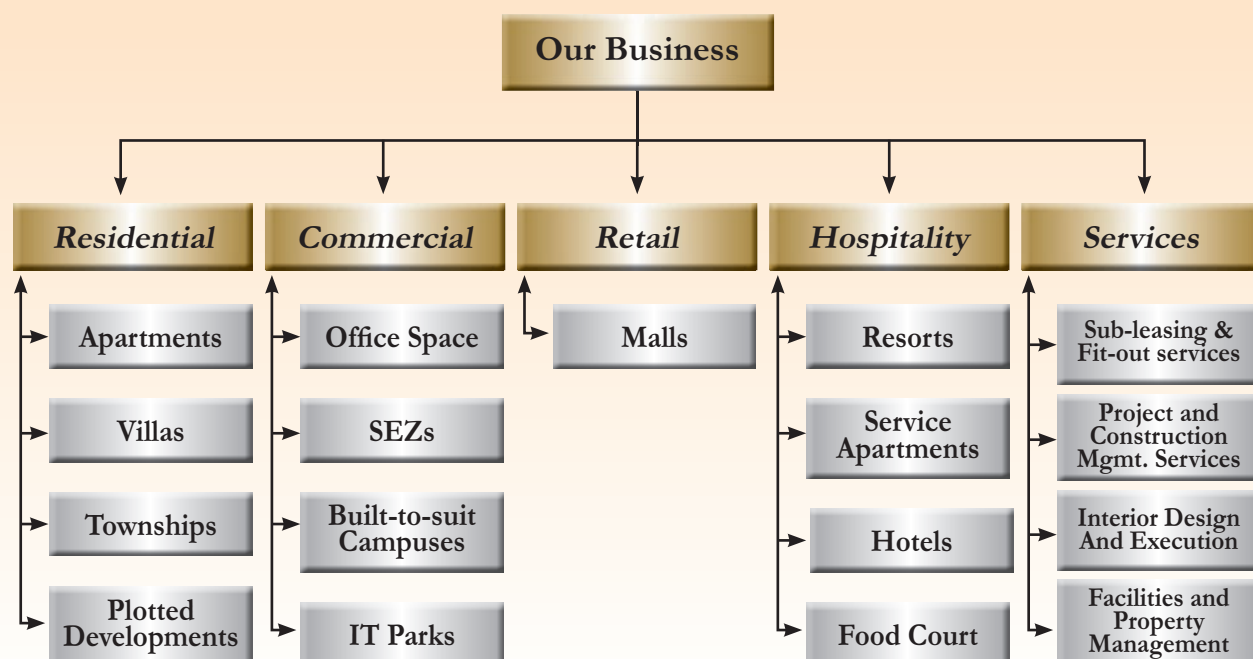 Our Business
Residential
Commercial
Retail
Hospitality
Services
Apartments
Villas
Townships
Plotted
Developments
Office Space
SEZs
Built-to-suit
Campuses
IT Parks
Malls
Resorts
Service
Apartments
Hotels
Food Court
Sub-leasing &
Fit-out services
Project and
Construction
Mgmt. Services
Interior Design
And Execution
Facilities and
Property
Management